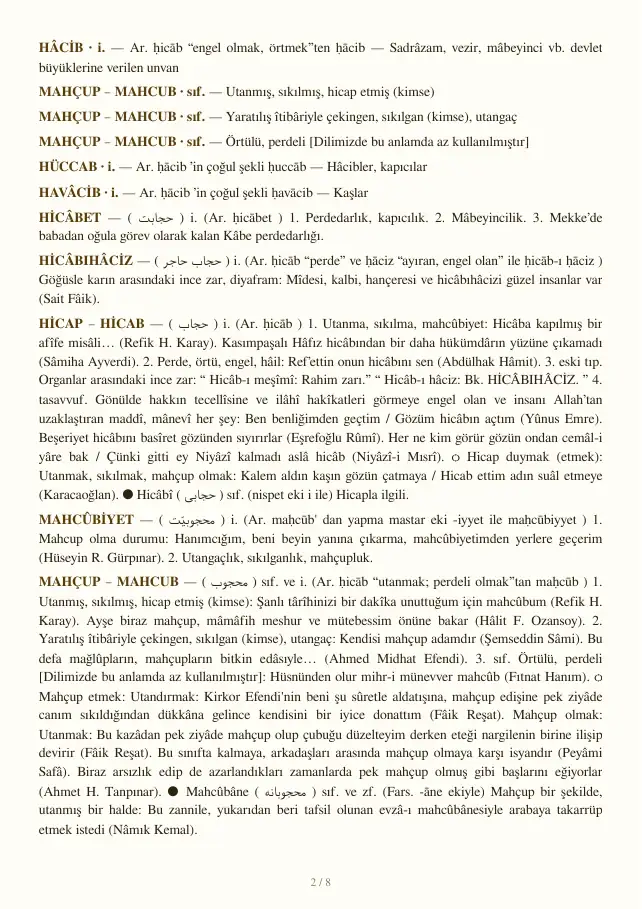 HÂCİB · i. — Ar. ḥicāb “engel olmak, örtmek”ten ḥācib — Sadrâzam, vezir, mâbeyinci vb. devlet
büyüklerine verilen unvan
MAHÇUP – MAHCUB · sıf. — Utanmış, sıkılmış, hicap etmiş (kimse)
MAHÇUP – MAHCUB · sıf. — Yaratılış îtibâriyle çekingen, sıkılgan (kimse), utangaç
MAHÇUP – MAHCUB · sıf. — Örtülü, perdeli [Dilimizde bu anlamda az kullanılmıştır]
HÜCCAB · i. — Ar. ḥācib ’in çoğul şekli ḥuccāb — Hâcibler, kapıcılar
HAVÂCİB · i. — Ar. ḥācib ’in çoğul şekli ḥavācib — Kaşlar
HİCÂBET — ( حجابت ) i. (Ar. ḥicābet ) 1. Perdedarlık, kapıcılık. 2. Mâbeyincilik. 3. Mekke’de
babadan oğula görev olarak kalan Kâbe perdedarlığı.
HİCÂBIHÂCİZ — ( حجاب حاجر ) i. (Ar. ḥicāb “perde” ve ḥāciz “ayıran, engel olan” ile ḥicāb-ı ḥāciz )
Göğüsle karın arasındaki ince zar, diyafram: Mîdesi, kalbi, hançeresi ve hicâbıhâcizi güzel insanlar var
(Sait Fâik).
HİCAP – HİCAB — ( حجاب ) i. (Ar. ḥicāb ) 1. Utanma, sıkılma, mahcûbiyet: Hicâba kapılmış bir
afîfe misâli… (Refik H. Karay). Kasımpaşalı Hâfız hicâbından bir daha hükümdârın yüzüne çıkamadı
(Sâmiha Ayverdi). 2. Perde, örtü, engel, hâil: Ref’ettin onun hicâbını sen (Abdülhak Hâmit). 3. eski tıp.
Organlar arasındaki ince zar: “ Hicâb-ı meşîmî: Rahim zarı.” “ Hicâb-ı hâciz: Bk. HİCÂBIHÂCİZ. ” 4.
tasavvuf. Gönülde hakkın tecellîsine ve ilâhî hakîkatleri görmeye engel olan ve insanı Allah’tan
uzaklaştıran maddî, mânevî her şey: Ben benliğimden geçtim / Gözüm hicâbın açtım (Yûnus Emre).
Beşeriyet hicâbını basîret gözünden sıyırırlar (Eşrefoğlu Rûmî). Her ne kim görür gözün ondan cemâl-i
yâre bak / Çünki gitti ey Niyâzî kalmadı aslâ hicâb (Niyâzî-i Mısrî). ○ Hicap duymak (etmek):
Utanmak, sıkılmak, mahçup olmak: Kalem aldın kaşın gözün çatmaya / Hicab ettim adın suâl etmeye
(Karacaoğlan). ● Hicâbî ( حجابی ) sıf. (nispet eki i ile) Hicapla ilgili.
MAHCÛBİYET — ( محجوبيّت ) i. (Ar. maḥcūb' dan yapma mastar eki -iyyet ile maḥcūbiyyet ) 1.
Mahcup olma durumu: Hanımcığım, beni beyin yanına çıkarma, mahcûbiyetimden yerlere geçerim
(Hüseyin R. Gürpınar). 2. Utangaçlık, sıkılganlık, mahçupluk.
MAHÇUP – MAHCUB — ( محجوب ) sıf. ve i. (Ar. ḥicāb “utanmak; perdeli olmak”tan maḥcūb ) 1.
Utanmış, sıkılmış, hicap etmiş (kimse): Şanlı târîhinizi bir dakîka unuttuğum için mahcûbum (Refik H.
Karay). Ayşe biraz mahçup, mâmâfih meshur ve mütebessim önüne bakar (Hâlit F. Ozansoy). 2.
Yaratılış îtibâriyle çekingen, sıkılgan (kimse), utangaç: Kendisi mahçup adamdır (Şemseddin Sâmi). Bu
defa mağlûpların, mahçupların bitkin edâsıyle… (Ahmed Midhat Efendi). 3. sıf. Örtülü, perdeli
[Dilimizde bu anlamda az kullanılmıştır]: Hüsnünden olur mihr-i münevver mahcûb (Fıtnat Hanım). ○
Mahçup etmek: Utandırmak: Kirkor Efendi'nin beni şu sûretle aldatışına, mahçup edişine pek ziyâde
canım sıkıldığından dükkâna gelince kendisini bir iyice donattım (Fâik Reşat). Mahçup olmak:
Utanmak: Bu kazâdan pek ziyâde mahçup olup çubuğu düzelteyim derken eteği nargilenin birine ilişip
devirir (Fâik Reşat). Bu sınıfta kalmaya, arkadaşları arasında mahçup olmaya karşı isyandır (Peyâmi
Safâ). Biraz arsızlık edip de azarlandıkları zamanlarda pek mahçup olmuş gibi başlarını eğiyorlar
(Ahmet H. Tanpınar). ● Mahcûbâne ( محجوبانه ) sıf. ve zf. (Fars. -āne ekiyle) Mahçup bir şekilde,
utanmış bir halde: Bu zannile, yukarıdan beri tafsil olunan evzâ-ı mahcûbânesiyle arabaya takarrüp
etmek istedi (Nâmık Kemal).
2 / 8